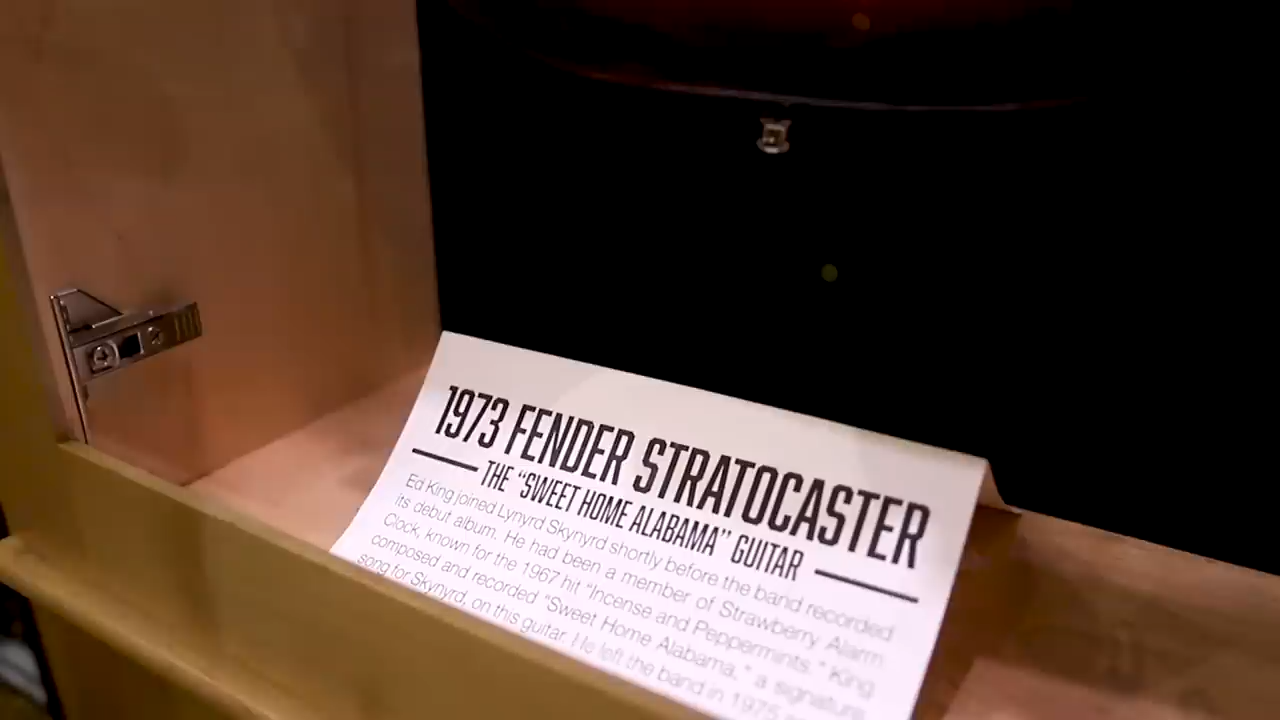 1973 FENDER STRATOCASTER
THE “SWEET HOME ALABAMA” GUITAR
Ed King joined Lynyrd Skynyrd shortly before the band recorded
its debut album. He had been a member of Strawberry Alarm
Clock, known for the 1967 hit “Incense and Peppermints.” King
composed and recorded “Sweet Home Alabama,” a signature
song for Skynyrd, on this guitar. He left the band in 1975